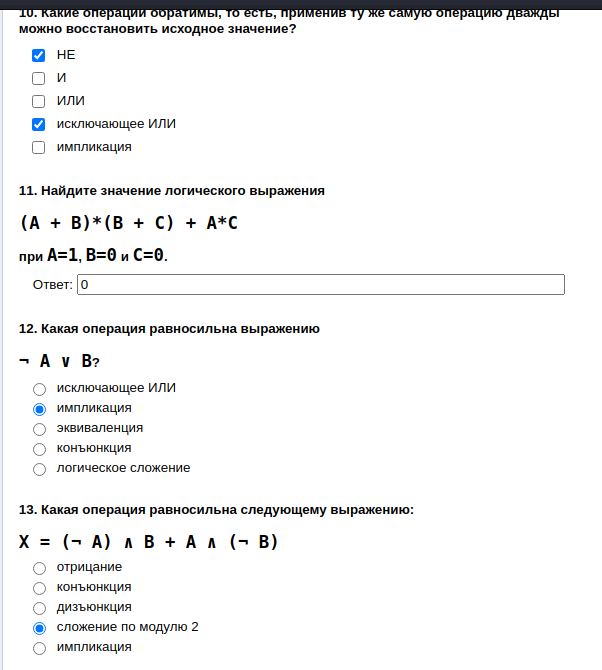 10. Какие операции обратимы, то есть, применив ту же самую операцию дважды
можно восстановить исходное значение?
НЕ
И
ИЛИ
исключающее ИЛИ
импликация
11. Найдите значение логического выражения
(A + B)*(B + C) + A*C
при A=1, B=0 и C=0.
Ответ: 0
12. Какая операция равносильна выражению
¬ A ∨ B?
исключающее ИЛИ
импликация
эквиваленция
конъюнкция
логическое сложение
13. Какая операция равносильна следующему выражению:
X = (¬ A) ∧ B + A ∧ (¬ B)
отрицание
конъюнкция
дизъюнкция
сложение по модулю 2
импликация